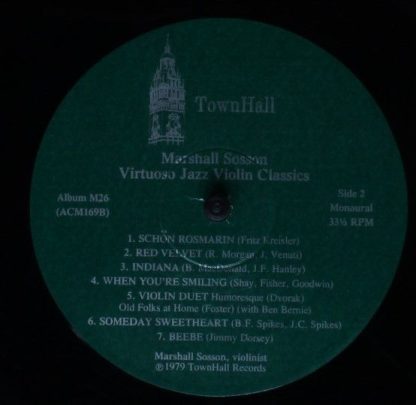 TownHall
Marshall Sosson
Virtuoso Jazz Violin Classics
Album M26
(ACM169B)
Side 2
Monaural
33⅓ RPM
1. SCHÖN ROSMARIN (Fritz Kreisler)
2. RED VELVET (R. Morgan, J. Venuti)
3. INDIANA (B. MacDonald, J.F. Hanley)
4. WHEN YOU'RE SMILING (Shay, Fisher, Goodwin)
5. VIOLIN DUET Humoresque (Dvorak)
Old Folks at Home (Foster) (with Ben Bernie)
6. SOMEDAY SWEETHEART (B.F. Spikes, J.C. Spikes)
7. BEEBE (Jimmy Dorsey)
Marshall Sosson, violinist
℗1979 TownHall Records